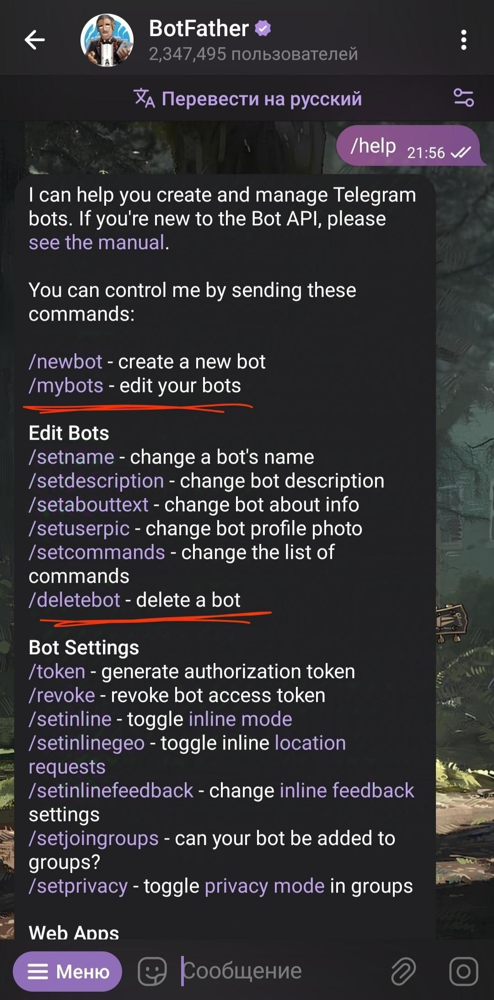 BotFather
2,347,495 пользователей
Перевести на русский
/help 21:56
I can help you create and manage Telegram
bots. If you're new to the Bot API, please
see the manual.
You can control me by sending these
commands:
/newbot - create a new bot
/mybots - edit your bots
Edit Bots
/setname - change a bot's name
/setdescription - change bot description
/setabouttext - change bot about info
/setuserpic - change bot profile photo
/setcommands - change the list of
commands
/deletebot - delete a bot
Bot Settings
/token - generate authorization token
/revoke - revoke bot access token
/setinline - toggle inline mode
/setinlinegeo - toggle inline location
requests
/setinlinefeedback - change inline feedback
settings
/setjoingroups - can your bot be added to
groups?
/setprivacy - toggle privacy mode in groups
Web Apps
Меню
Сообщение